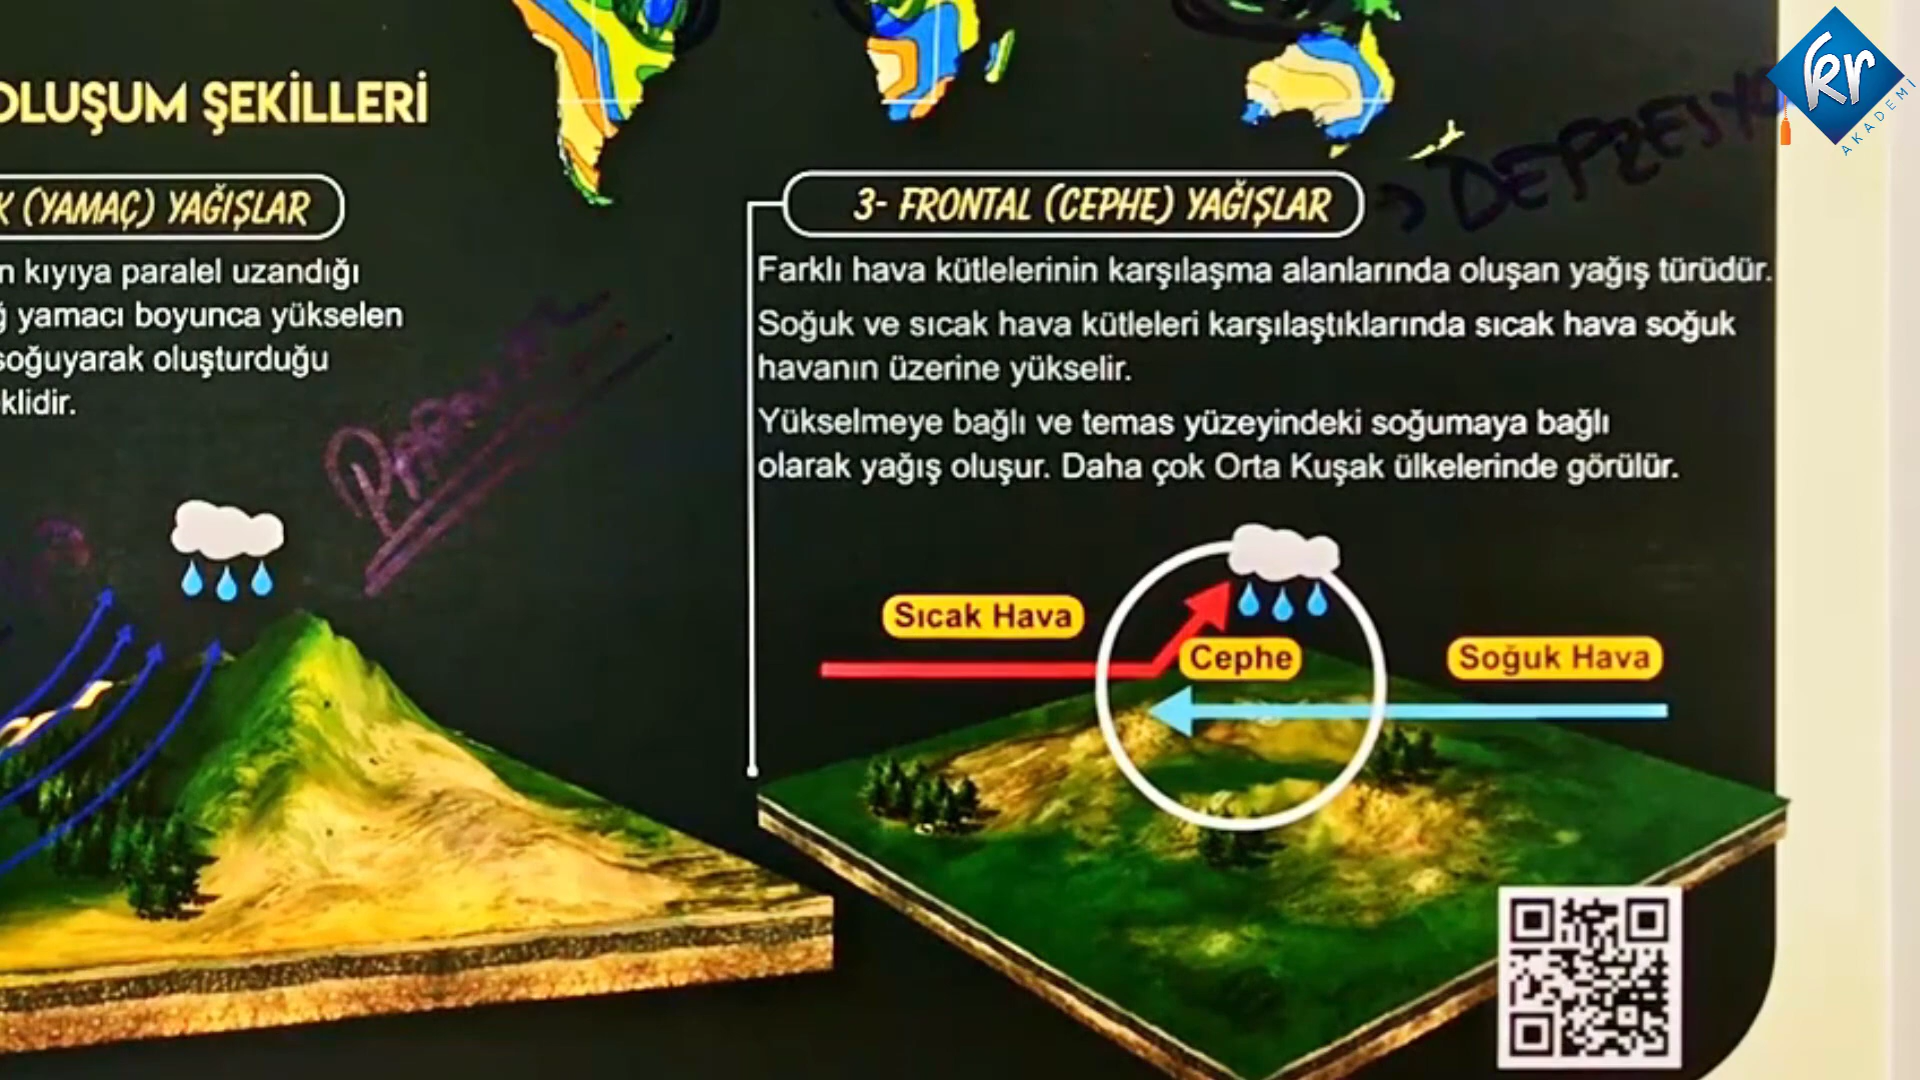 OLUŞUM ŞEKİLLERİ
K (YAMAÇ) YAĞIŞLAR
n kıyıya paralel uzandığı
ğ yamacı boyunca yükselen
soğuyarak oluşturduğu
klidir.
3- FRONTAL (CEPHE) YAĞIŞLAR
DEPRESYO
Farklı hava kütlelerinin karşılaşma alanlarında oluşan yağış türüdür.
Soğuk ve sıcak hava kütleleri karşılaştıklarında sıcak hava soğuk
havanın üzerine yükselir.
Yükselmeye bağlı ve temas yüzeyindeki soğumaya bağlı
olarak yağış oluşur. Daha çok Orta Kuşak ülkelerinde görülür.
Sıcak Hava
Cephe
Soğuk Hava
kr
AKADEMİ